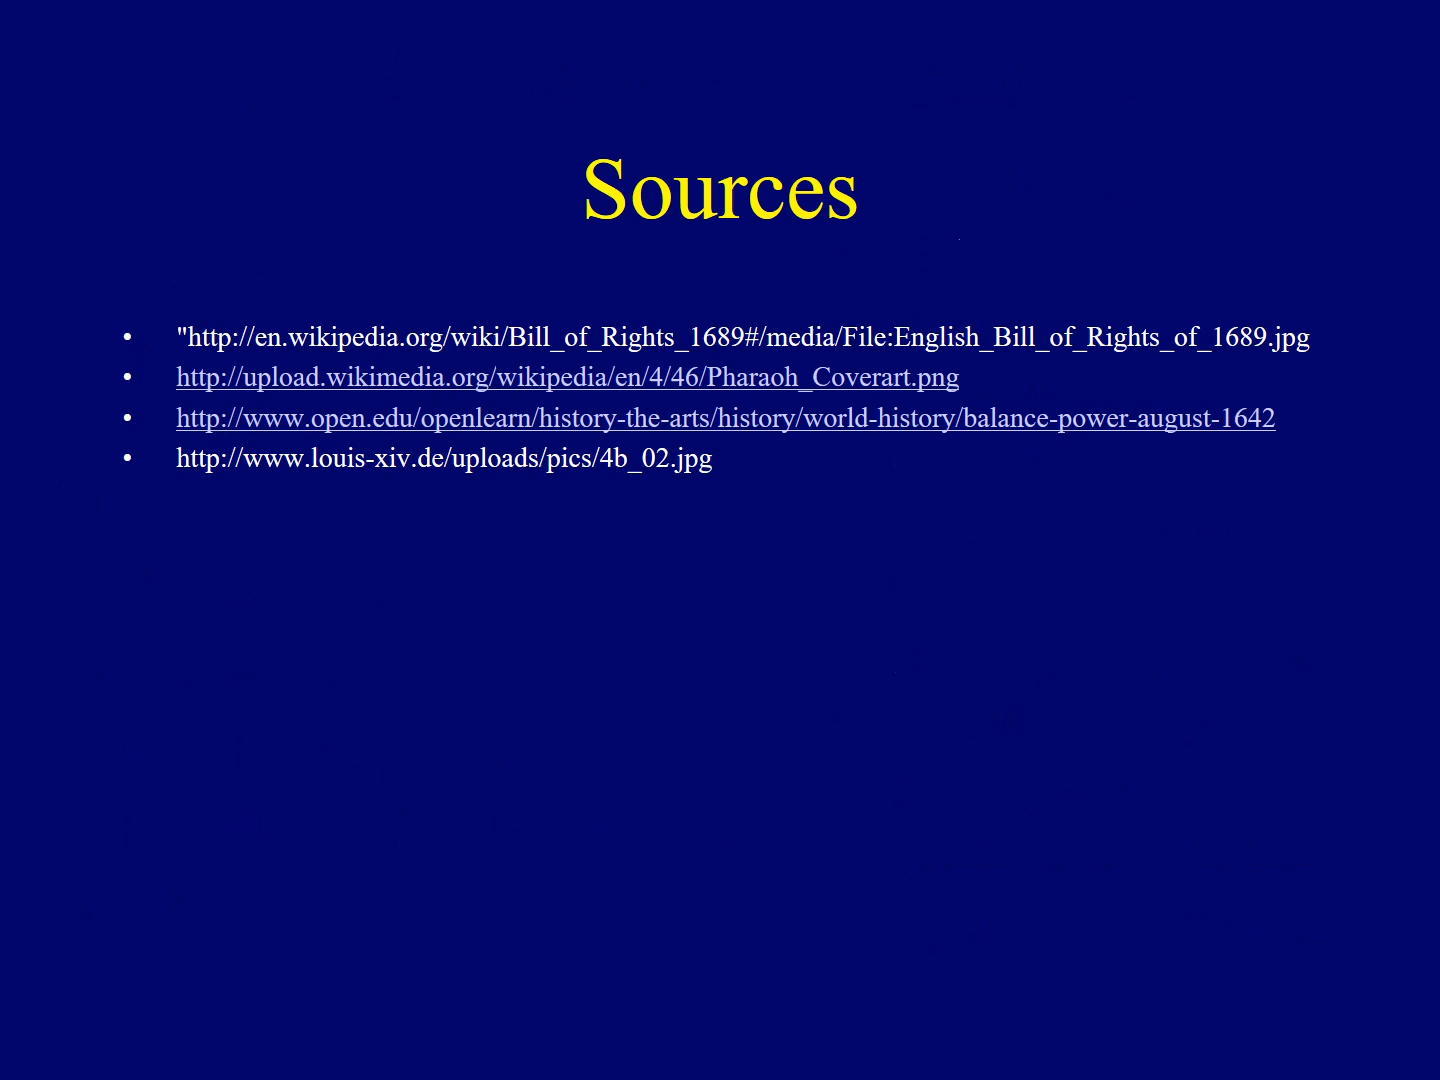 Sources
• "http://en.wikipedia.org/wiki/Bill_of_Rights_1689#/media/File:English_Bill_of_Rights_of_1689.jpg
• http://upload.wikimedia.org/wikipedia/en/4/46/Pharaoh_Coverart.png
• http://www.open.edu/openlearn/history-the-arts/history/world-history/balance-power-august-1642
• http://www.louis-xiv.de/uploads/pics/4b_02.jpg